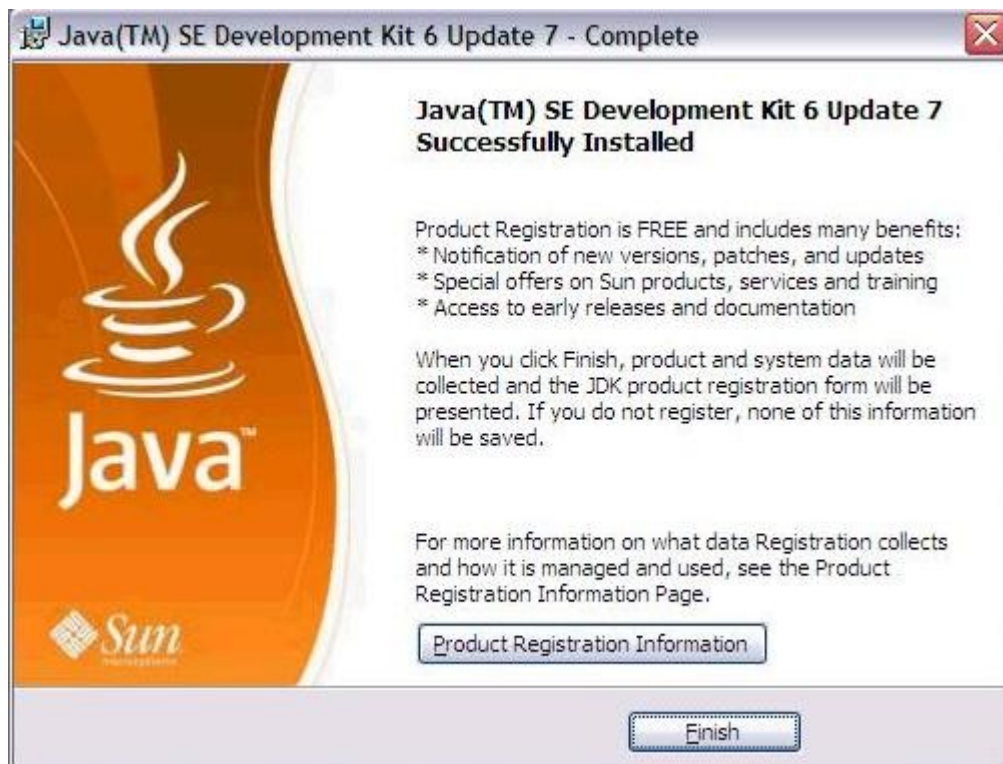 Java(TM) SE Development Kit 6 Update 7 - Complete
Java(TM) SE Development Kit 6 Update 7
Successfully Installed
Product Registration is FREE and includes many benefits:
* Notification of new versions, patches, and updates
* Special offers on Sun products, services and training
* Access to early releases and documentation
When you click Finish, product and system data will be
collected and the JDK product registration form will be
presented. If you do not register, none of this information
will be saved.
Java™
For more information on what data Registration collects
and how it is managed and used, see the Product
Registration Information Page.
Sun
microsystems
Product Registration Information
Finish